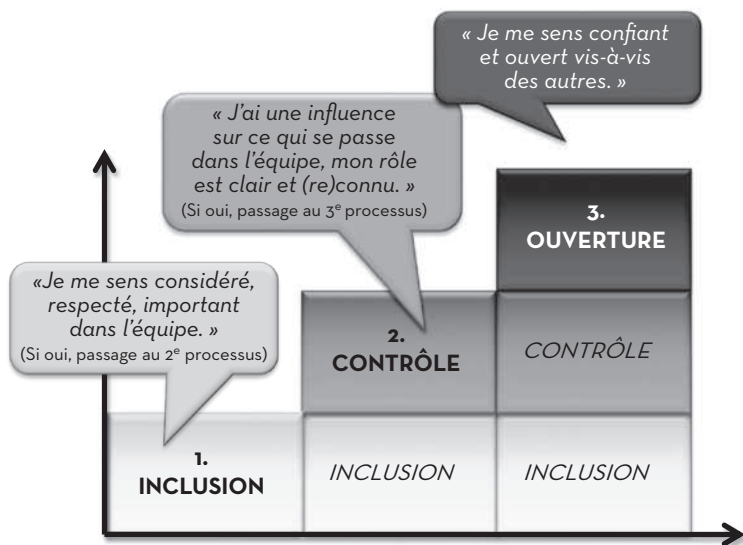 « Je me sens confiant
et ouvert vis-à-vis
des autres. »
« J'ai une influence
sur ce qui se passe
dans l'équipe, mon rôle
est clair et (re)connu. »
(Si oui, passage au 3e processus)
3.
OUVERTURE
«Je me sens considéré,
respecté, important
dans l'équipe. »
(Si oui, passage au 2e processus)
2.
CONTRÔLE
CONTRÔLE
1.
INCLUSION
INCLUSION
INCLUSION